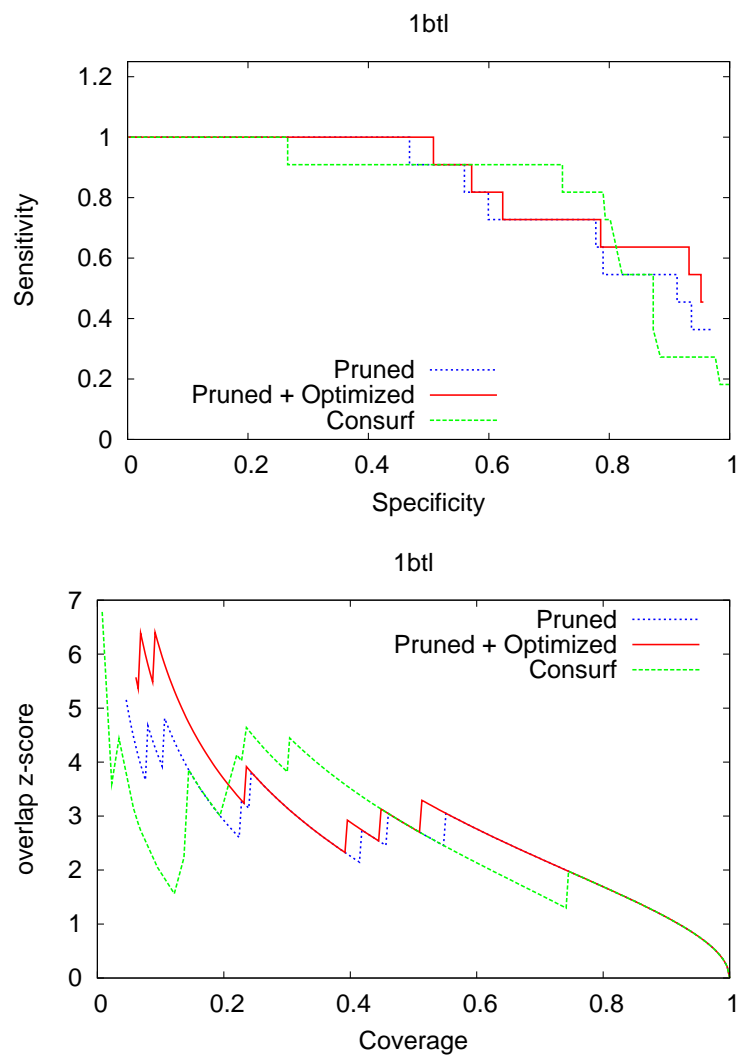 1btl
1.2
1
0.8
0.6
0.4
0.2
0
Sensitivity
Pruned
Pruned + Optimized
Consurf
0 0.2 0.4 0.6 0.8 1
Specificity
1btl
7
6
5
4
3
2
1
0
overlap z-score
Pruned
Pruned + Optimized
Consurf
0 0.2 0.4 0.6 0.8 1
Coverage